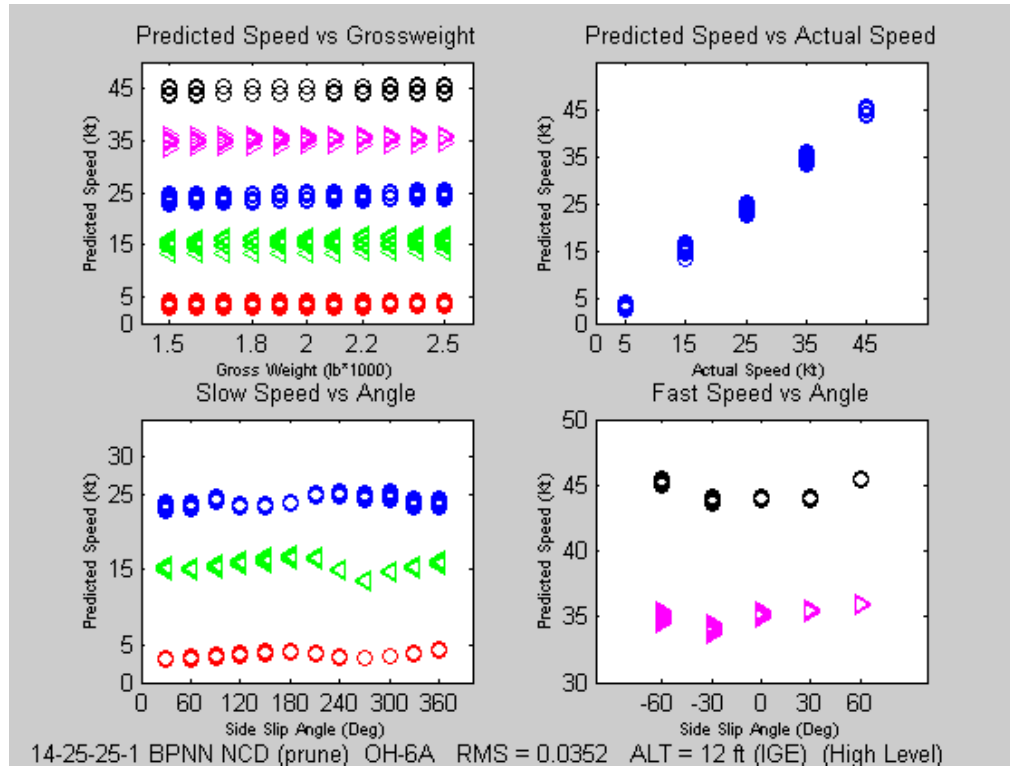 Predicted Speed vs Grossweight
Predicted Speed (Kt)
45
35
25
15
5
0
1.5 1.8 2 2.2 2.5
Gross Weight (lb*1000)
Predicted Speed vs Actual Speed
Predicted Speed (Kt)
45
35
25
15
5
0
0 5 15 25 35 45
Actual Speed (Kt)
Slow Speed vs Angle
Predicted Speed (Kt)
30
25
15
5
0
0 60 120 180 240 300 360
Side Slip Angle (Deg)
Fast Speed vs Angle
Predicted Speed (Kt)
50
45
40
35
30
-60 -30 0 30 60
Side Slip Angle (Deg)
14-25-25-1 BPNN NCD (prune) OH-6A RMS = 0.0352 ALT = 12 ft (IGE) (High Level)